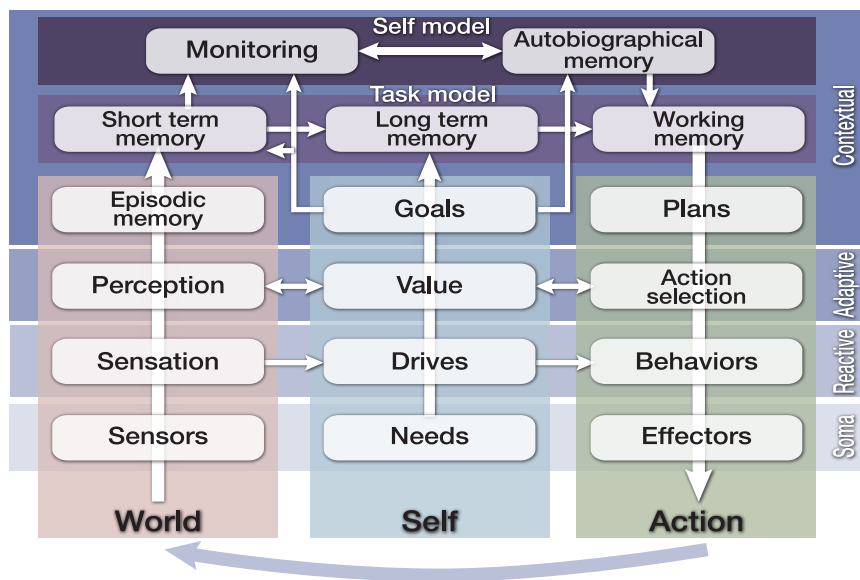 Self model
Monitoring
Autobiographical
memory
Task model
Short term
memory
Long term
memory
Working
memory
Contextual
Episodic
memory
Goals
Plans
Perception
Value
Action
selection
Adaptive
Sensation
Drives
Behaviors
Reactive
Sensors
Needs
Effectors
Soma
World
Self
Action